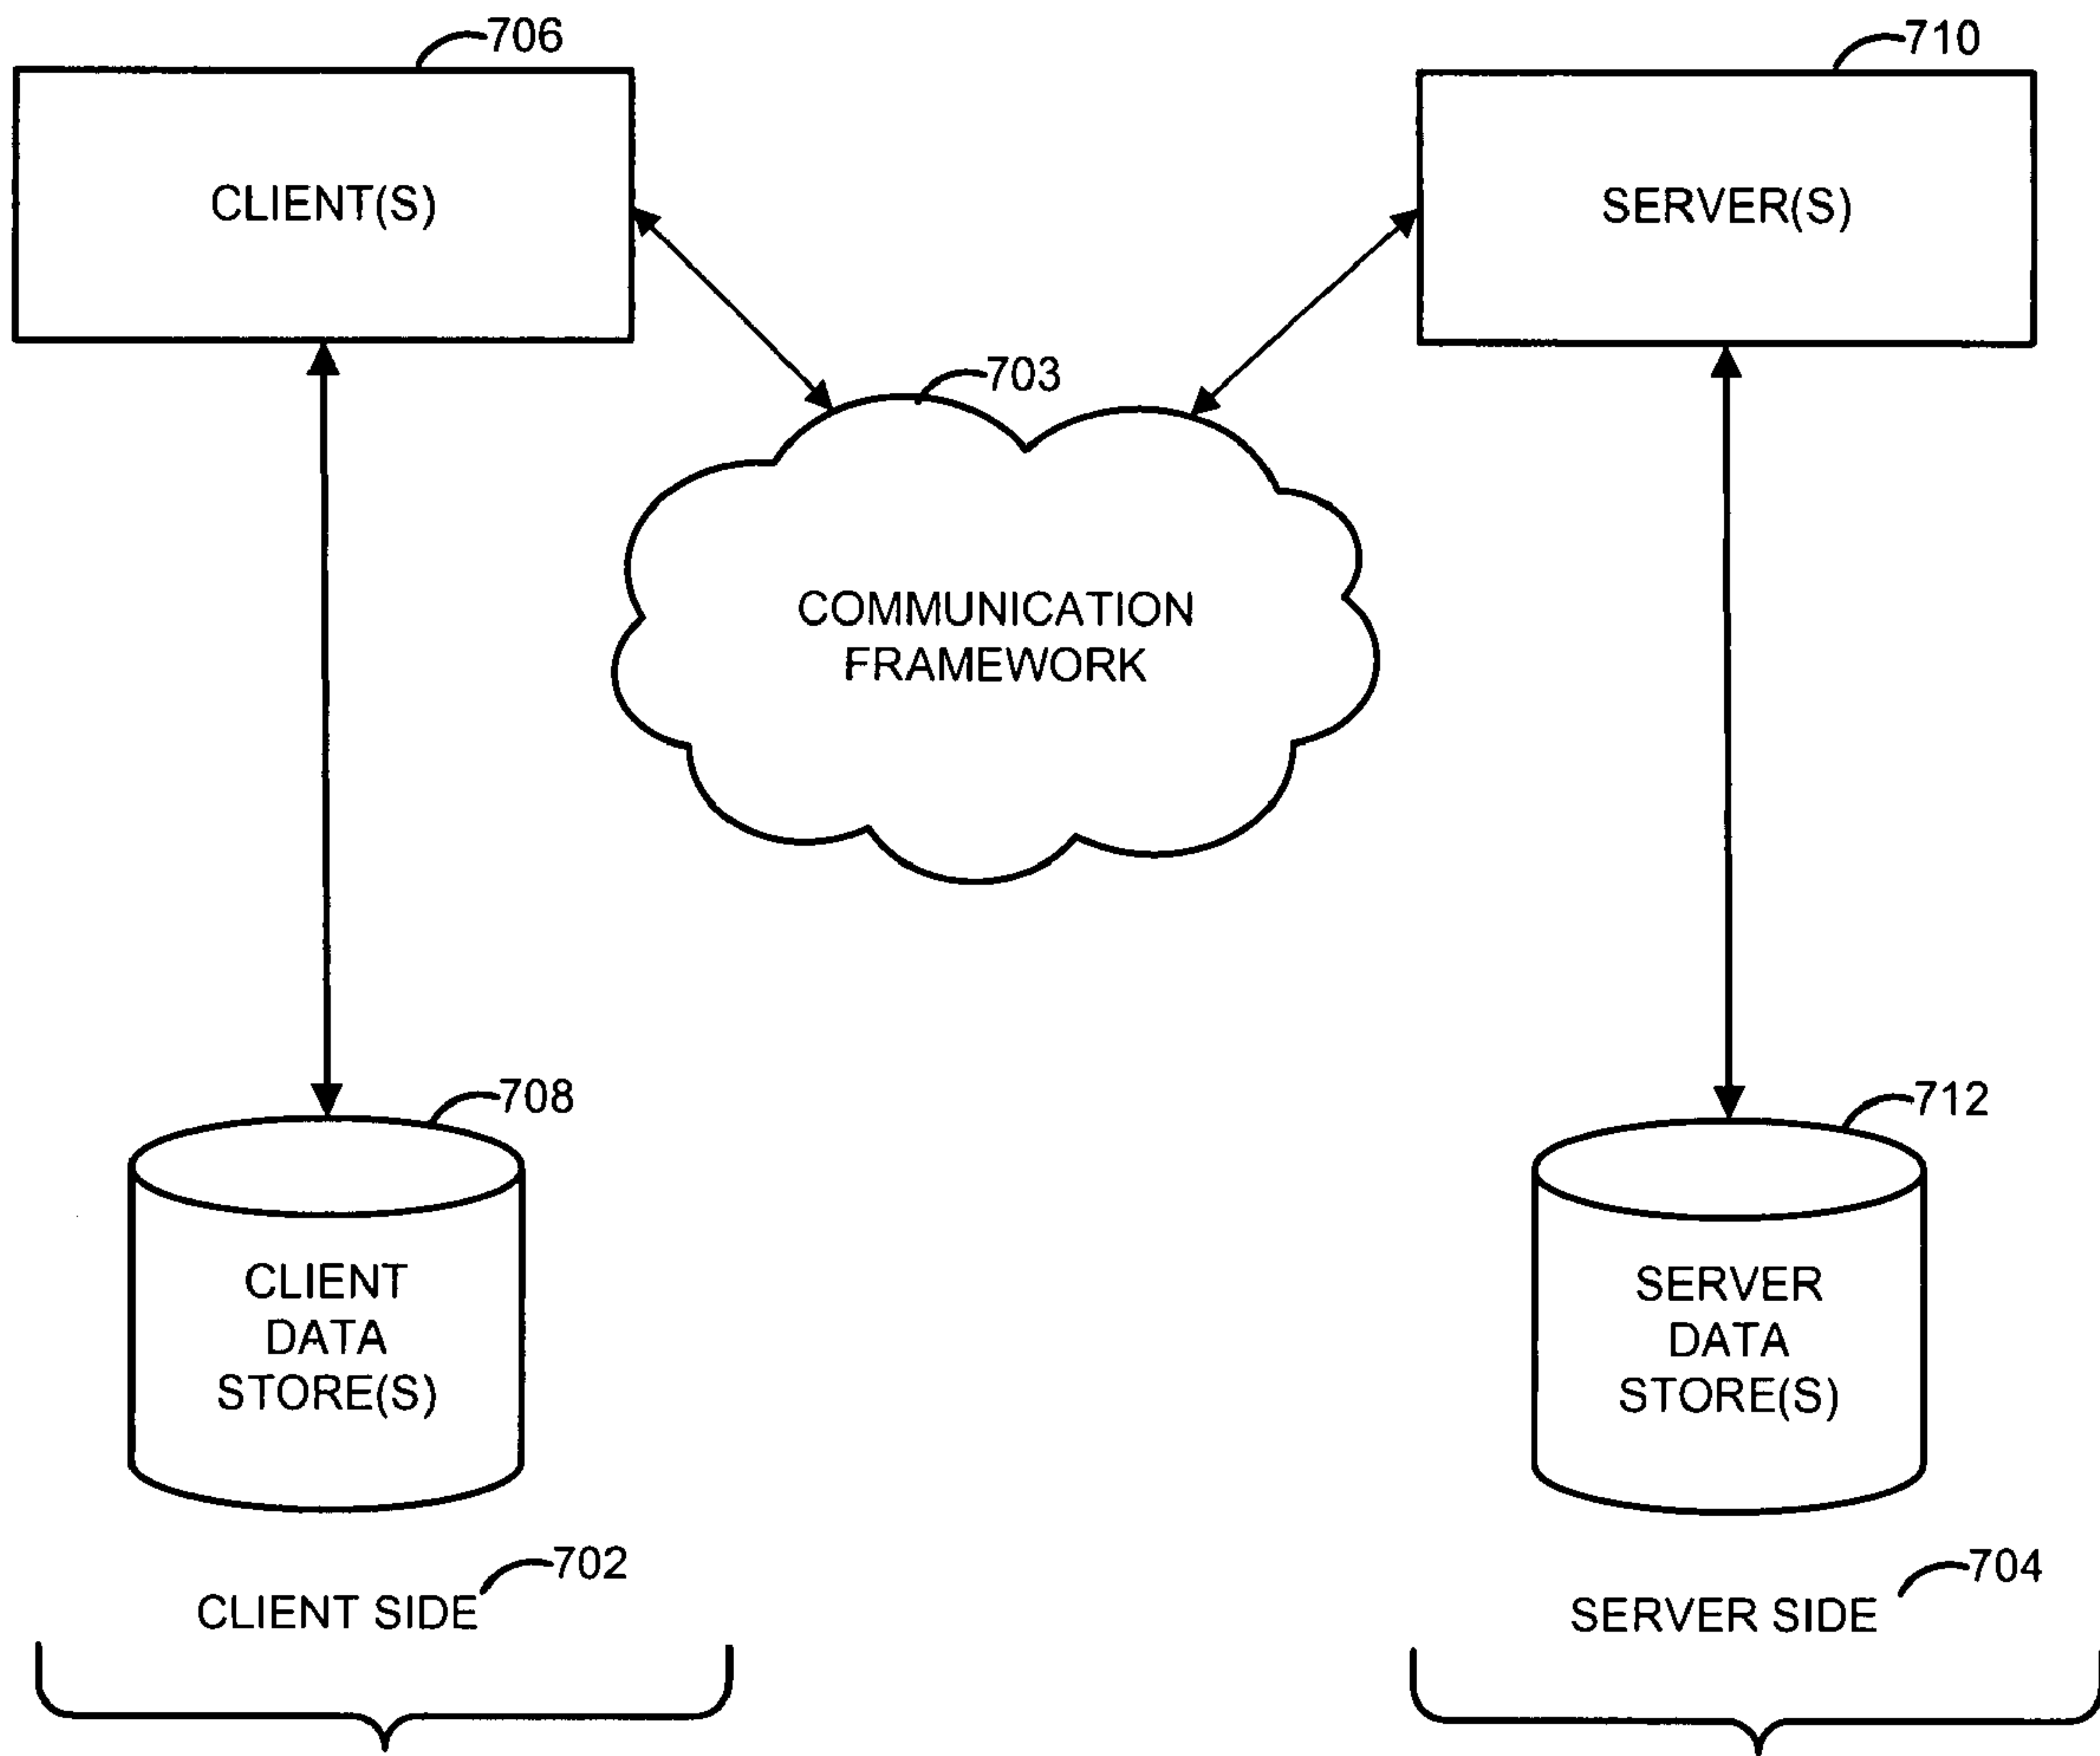 706
710
CLIENT(S)
SERVER(S)
703
COMMUNICATION
FRAMEWORK
708
712
CLIENT
DATA
STORE(S)
SERVER
DATA
STORE(S)
702
CLIENT SIDE
704
SERVER SIDE